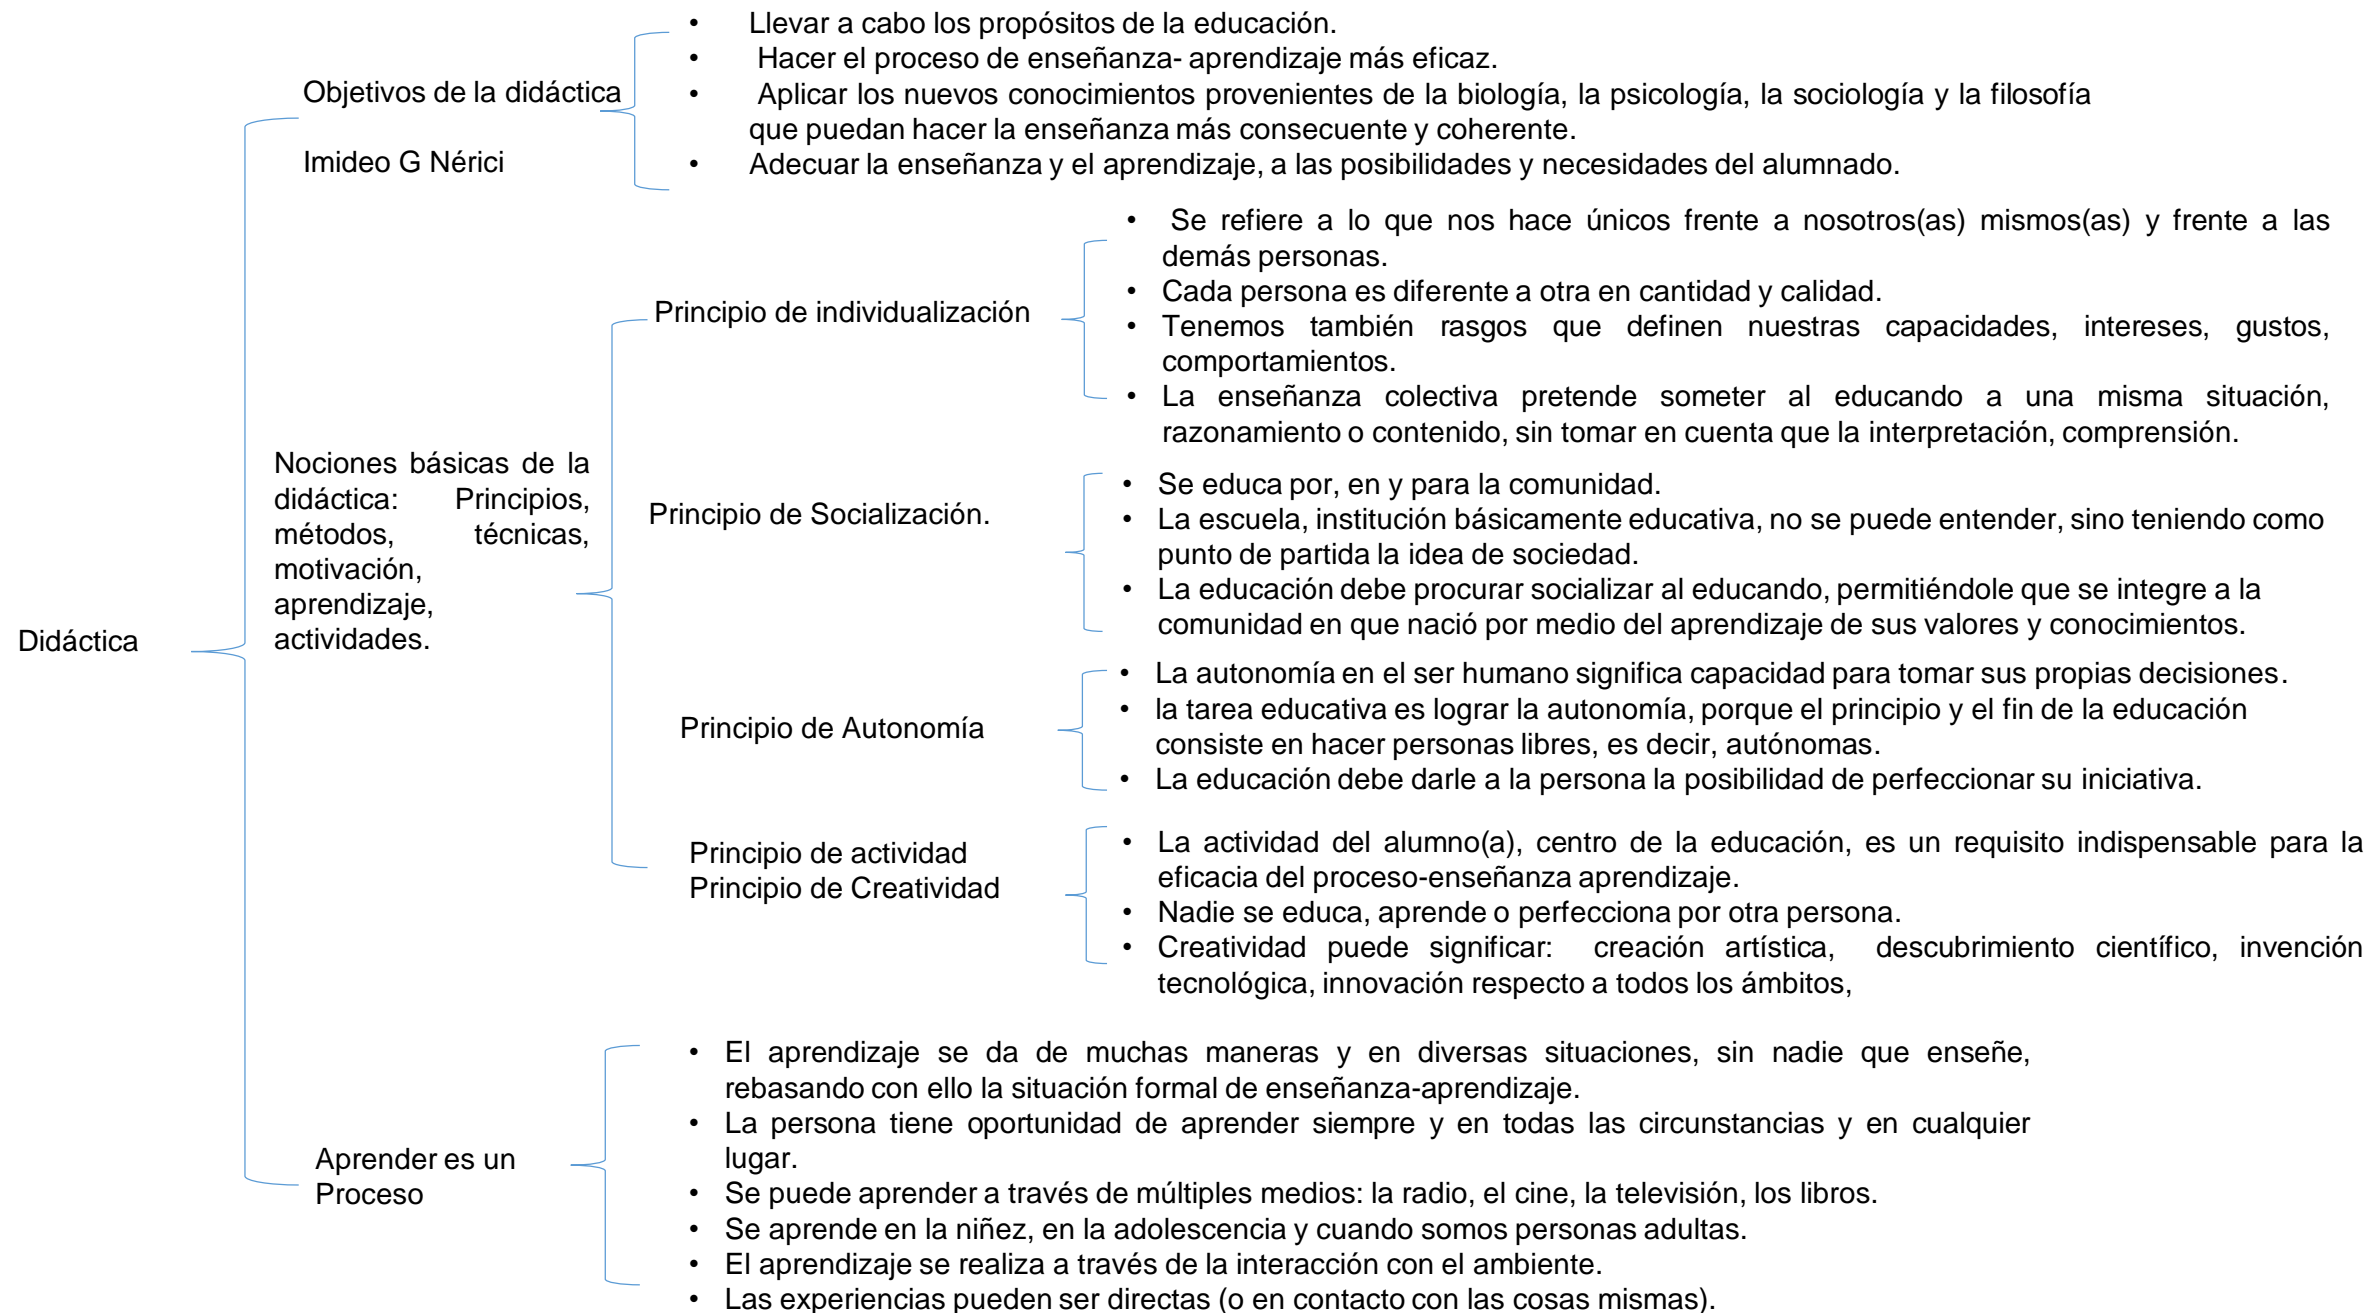 Didáctica
Objetivos de la didáctica
Imideo G Nérici
• Llevar a cabo los propósitos de la educación.
• Hacer el proceso de enseñanza- aprendizaje más eficaz.
• Aplicar los nuevos conocimientos provenientes de la biología, la psicología, la sociología y la filosofía
que puedan hacer la enseñanza más consecuente y coherente.
• Adecuar la enseñanza y el aprendizaje, a las posibilidades y necesidades del alumnado.
Nociones básicas de la
didáctica: Principios,
métodos, técnicas,
motivación,
aprendizaje,
actividades.
Principio de individualización
• Se refiere a lo que nos hace únicos frente a nosotros(as) mismos(as) y frente a las
demás personas.
• Cada persona es diferente a otra en cantidad y calidad.
• Tenemos también rasgos que definen nuestras capacidades, intereses, gustos,
comportamientos.
• La enseñanza colectiva pretende someter al educando a una misma situación,
razonamiento o contenido, sin tomar en cuenta que la interpretación, comprensión.
Principio de Socialización.
• Se educa por, en y para la comunidad.
• La escuela, institución básicamente educativa, no se puede entender, sino teniendo como
punto de partida la idea de sociedad.
• La educación debe procurar socializar al educando, permitiéndole que se integre a la
comunidad en que nació por medio del aprendizaje de sus valores y conocimientos.
Principio de Autonomía
• La autonomía en el ser humano significa capacidad para tomar sus propias decisiones.
• la tarea educativa es lograr la autonomía, porque el principio y el fin de la educación
consiste en hacer personas libres, es decir, autónomas.
• La educación debe darle a la persona la posibilidad de perfeccionar su iniciativa.
Principio de actividad
Principio de Creatividad
• La actividad del alumno(a), centro de la educación, es un requisito indispensable para la
eficacia del proceso-enseñanza aprendizaje.
• Nadie se educa, aprende o perfecciona por otra persona.
• Creatividad puede significar: creación artística, descubrimiento científico, invención
tecnológica, innovación respecto a todos los ámbitos,
Aprender es un
Proceso
• El aprendizaje se da de muchas maneras y en diversas situaciones, sin nadie que enseñe,
rebasando con ello la situación formal de enseñanza-aprendizaje.
• La persona tiene oportunidad de aprender siempre y en todas las circunstancias y en cualquier
lugar.
• Se puede aprender a través de múltiples medios: la radio, el cine, la televisión, los libros.
• Se aprende en la niñez, en la adolescencia y cuando somos personas adultas.
• El aprendizaje se realiza a través de la interacción con el ambiente.
• Las experiencias pueden ser directas (o en contacto con las cosas mismas).